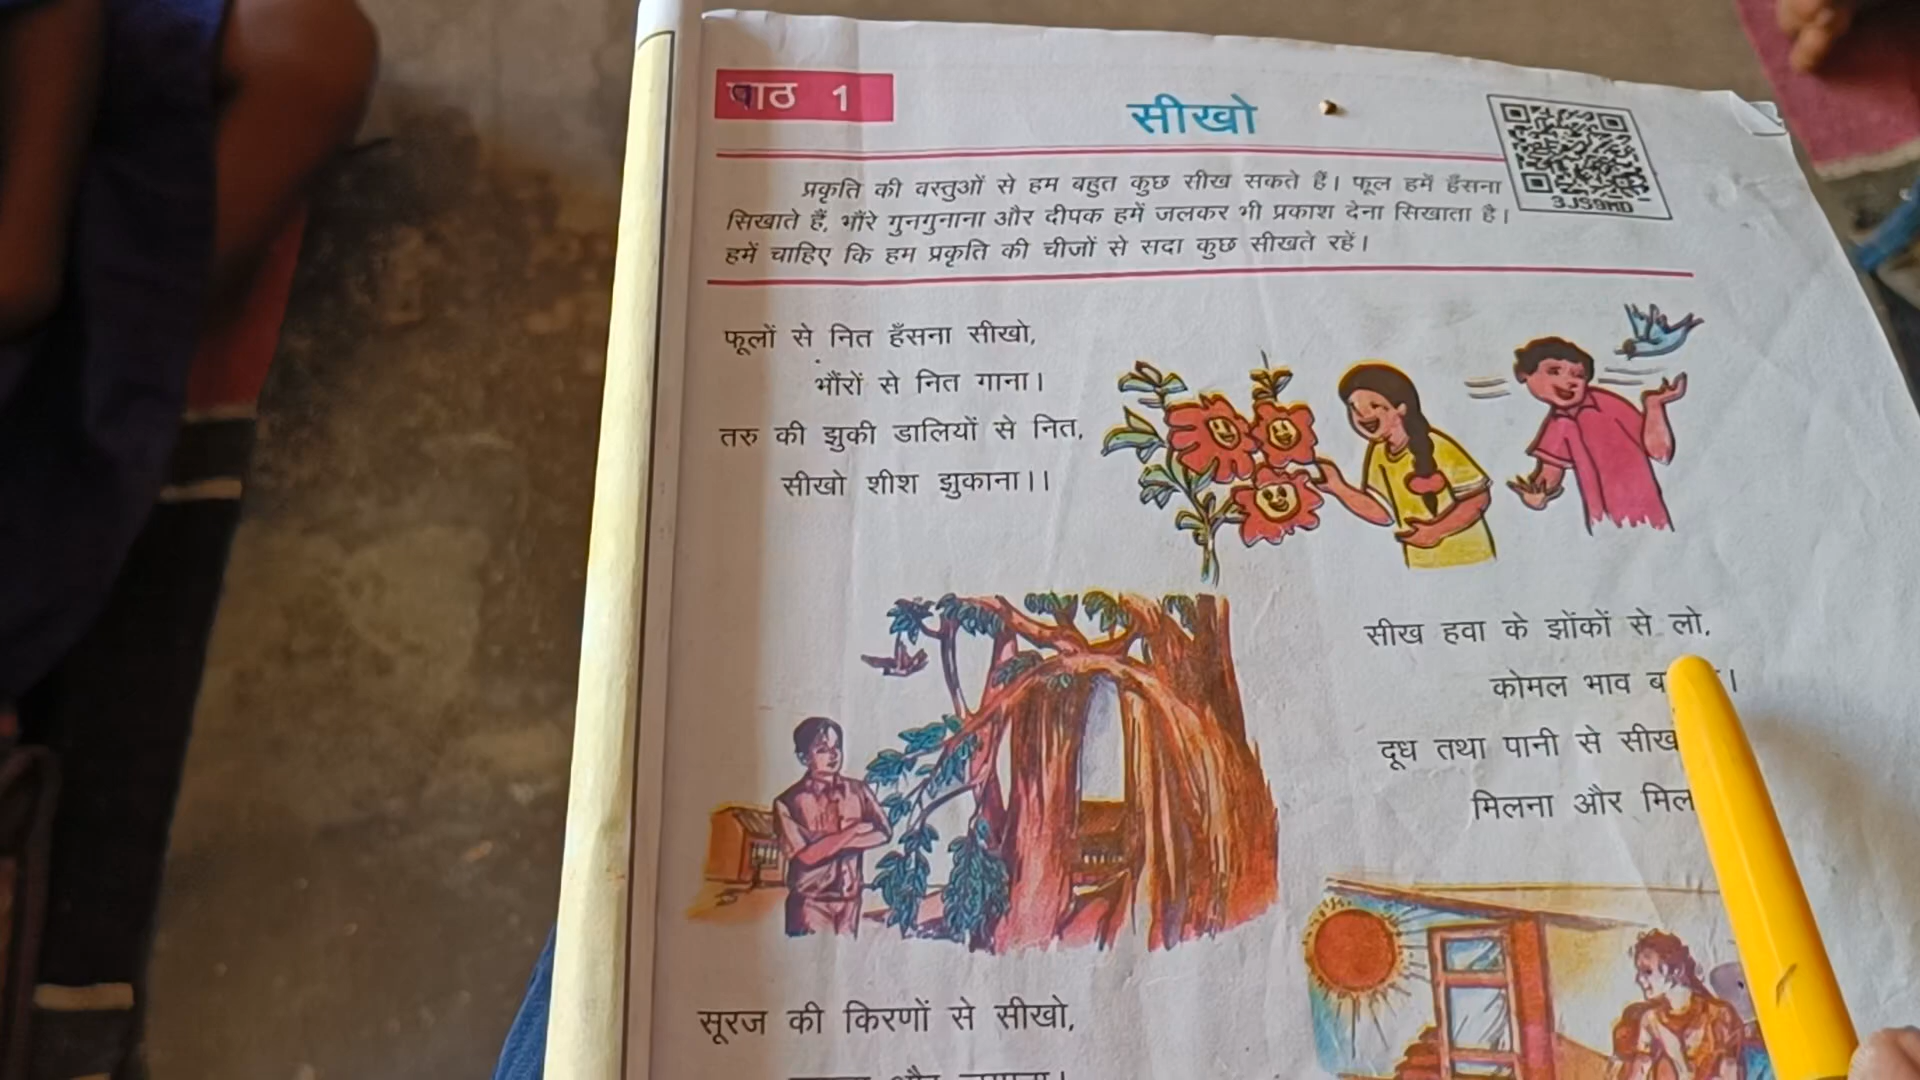 पाठ 1
सीखो
3JS9MD
प्रकृति की वस्तुओं से हम बहुत कुछ सीख सकते हैं। फूल हमें हँसना
सिखाते हैं, भौंरे गुनगुनाना और दीपक हमें जलकर भी प्रकाश देना सिखाता है।
हमें चाहिए कि हम प्रकृति की चीजों से सदा कुछ सीखते रहें।
फूलों से नित हँसना सीखो,
भौंरों से नित गाना।
तरु की झुकी डालियों से नित,
सीखो शीश झुकाना।।
सीख हवा के झोंकों से लो,
कोमल भाव
दूध तथा पानी से
मिलना और
सूरज की किरणों से सीखो,